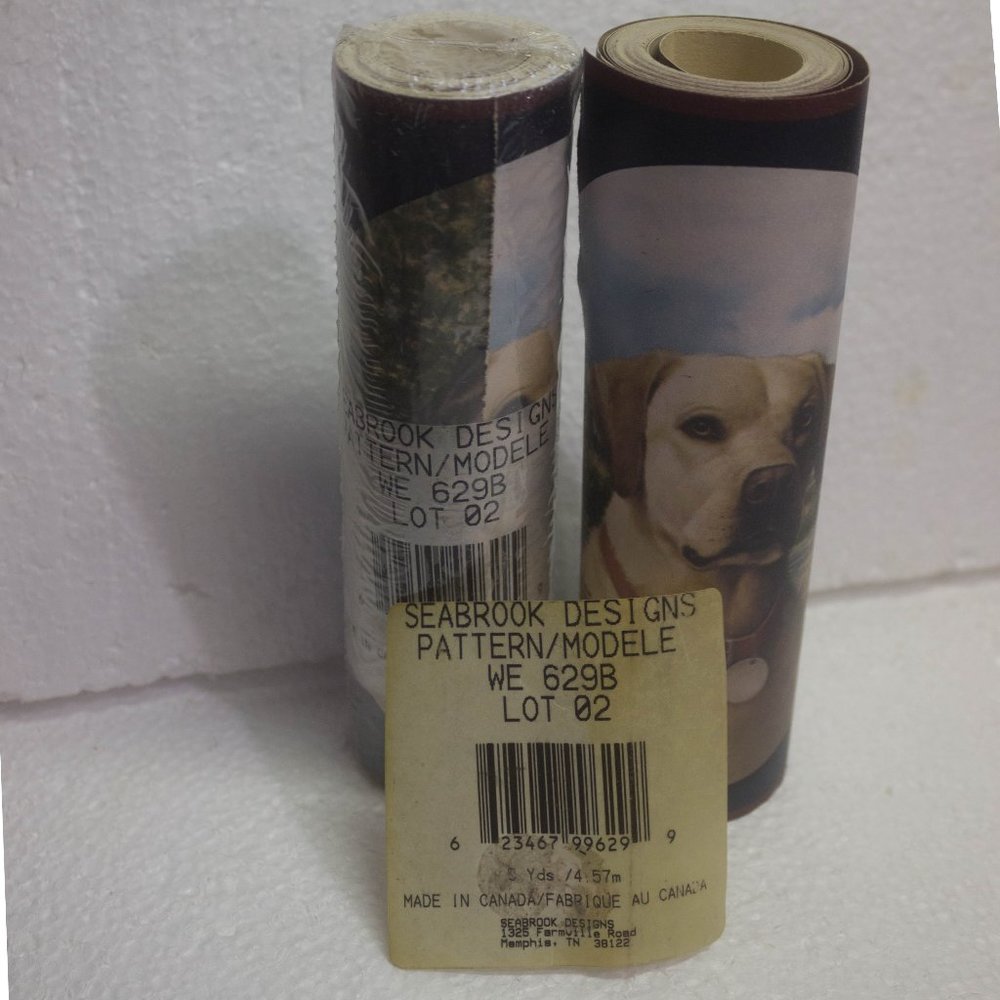 SEABROOK DESIGNS
PATTERN/MODELE
WE 629B
LOT 02
SEABROOK DESIGNS
PATTERN/MODELE
WE 629B
LOT 02
6 23467 99629 9
5 Yds /4.57m
MADE IN CANADA/FABRIQUE AU CANADA
SEABROOK DESIGNS
1325 Farmville Road
Memphis, TN 38122